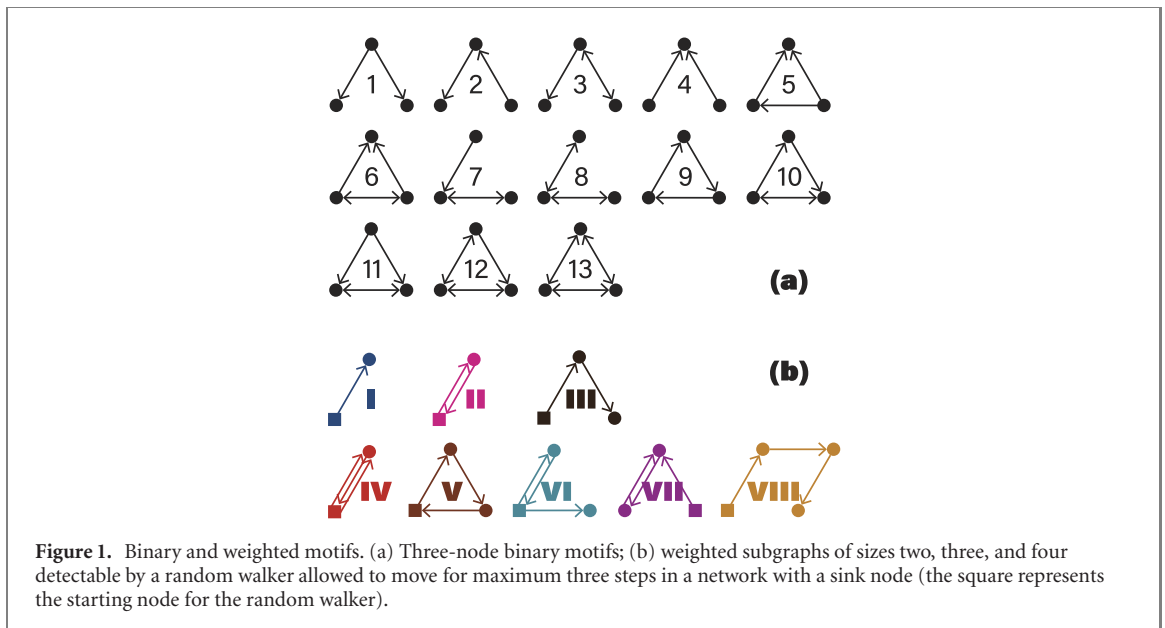 1 2 3 4 5
6 7 8 9 10
11 12 13 (a)
I II III (b)
IV V VI VII VIII
Figure 1. Binary and weighted motifs. (a) Three-node binary motifs; (b) weighted subgraphs of sizes two, three, and four
detectable by a random walker allowed to move for maximum three steps in a network with a sink node (the square represents
the starting node for the random walker).